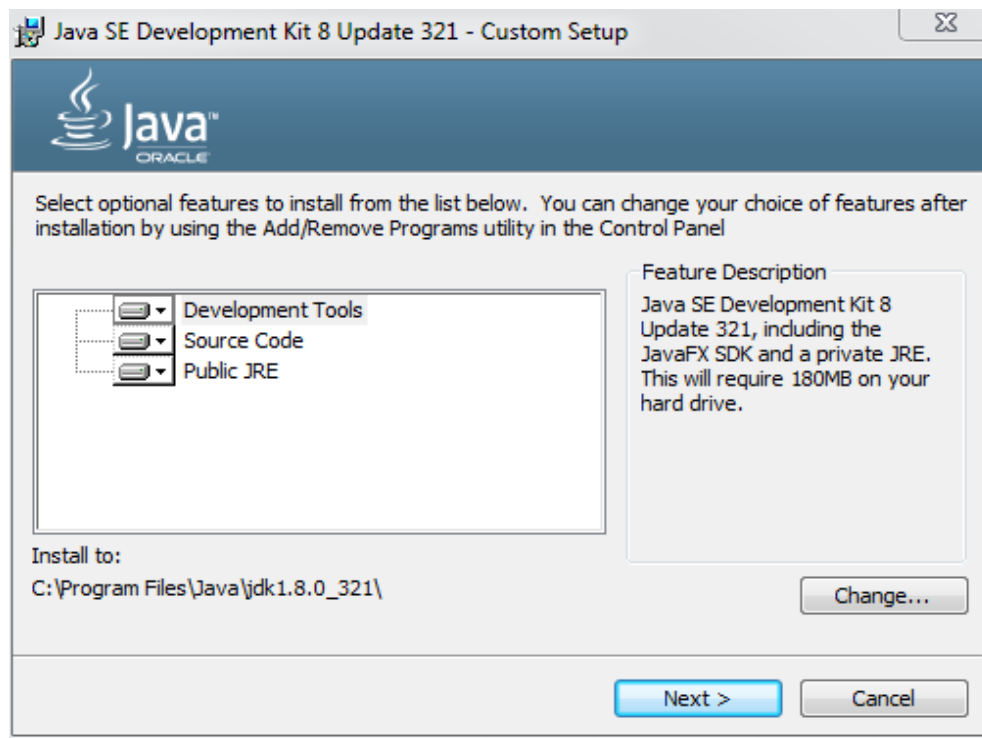 Java SE Development Kit 8 Update 321 - Custom Setup
Java™
ORACLE
Select optional features to install from the list below.  You can change your choice of features after
installation by using the Add/Remove Programs utility in the Control Panel
Development Tools
Source Code
Public JRE
Feature Description
Java SE Development Kit 8
Update 321, including the
JavaFX SDK and a private JRE.
This will require 180MB on your
hard drive.
Install to:
C:\Program Files\Java\jdk1.8.0_321\
Change...
Next >
Cancel